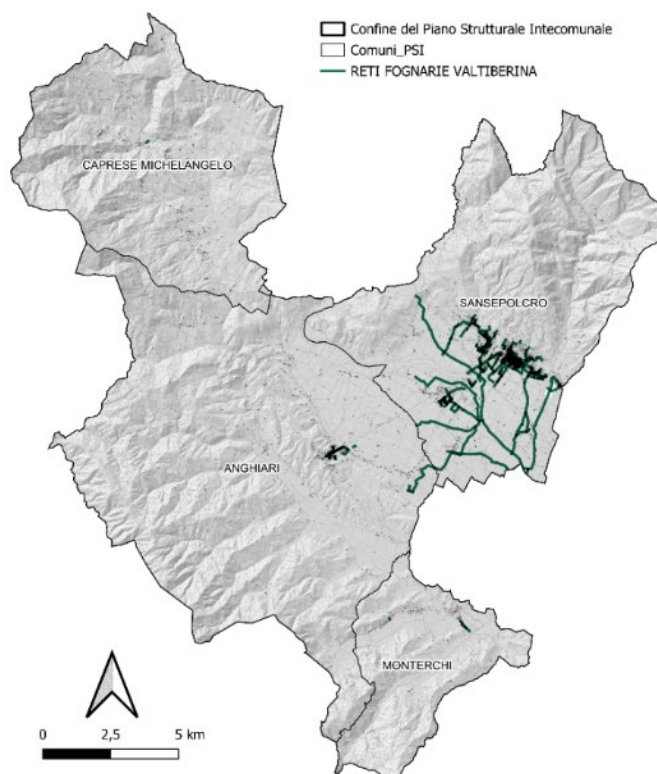 Confine del Piano Strutturale Intecomunale
Comuni_PSI
RETI FOGNARIE VALTIBERINA
CAPRESE MICHELANGELO
SANSEPOLCRO
ANGHIARI
MONTERCHI
0 2,5 5 km